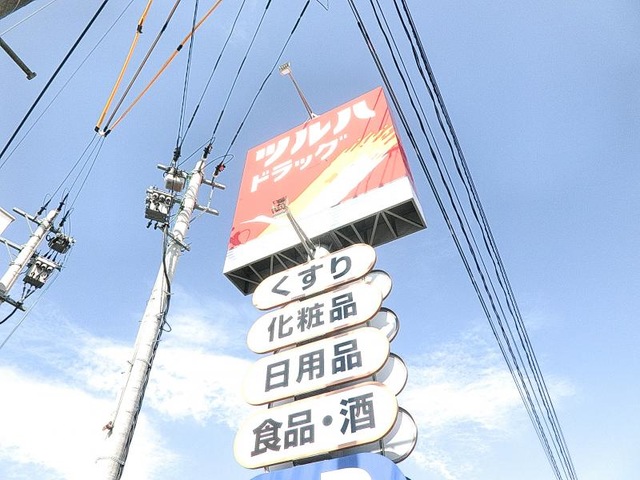 ツルハ
ドラッグ
くすり
化粧品
日用品
食品・酒